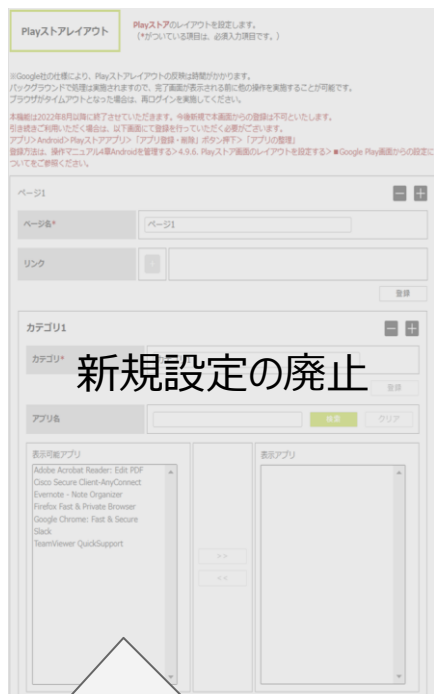 Playストアレイアウト
Playストアのレイアウトを設定します。
(*がついている項目は、必須入力項目です。)
※Google社の仕様により、Playストアレイアウトの反映は時間がかかります。
バックグラウンドで処理は実施されますので、完了画面が表示される前に他の操作を実施することが可能です。
ブラウザがタイムアウトとなった場合は、再ログインを実施してください。
本機能は2022年8月以降に終了させていただきます。今後新規で本画面からの登録は不可といたします。
引き続きご利用いただく場合は、以下画面にて登録を行っていただく必要がございます。
アプリ>Android>Playストアアプリ>「アプリ登録・削除」ボタン押下>「アプリの整理」
登録方法は、操作マニュアル4章Androidを管理する>4.9.6. Playストア画面のレイアウトを設定する>■Google Play画面からの設定に
ついてをご参照ください。
ページ1
ページ名*
ページ1
リンク
登録
カテゴリ1
カテゴリ*
新規設定の廃止
登録
アプリ名
検索
クリア
表示可能アプリ
表示アプリ
Adobe Acrobat Reader: Edit PDF
Cisco Secure Client-AnyConnect
Evernote - Note Organizer
Firefox Fast & Private Browser
Google Chrome: Fast & Secure
Slack
TeamViewer QuickSupport
>>
<<